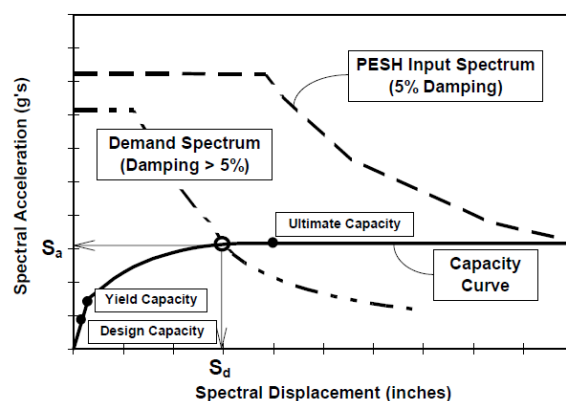 PESH Input Spectrum
(5% Damping)
Demand Spectrum
(Damping > 5%)
Ultimate Capacity
Sa
Capacity
Curve
Yield Capacity
Design Capacity
Sd
Spectral Displacement (inches)
Spectral Acceleration (g's)